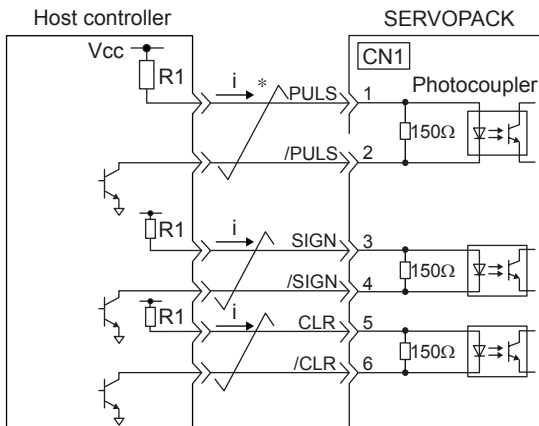 Host controller
SERVOPACK
Vcc
CN1
R1
i
*
PULS
1
Photocoupler
150Ω
/PULS
2
R1
i
SIGN
3
150Ω
/SIGN
4
R1
i
CLR
5
150Ω
/CLR
6